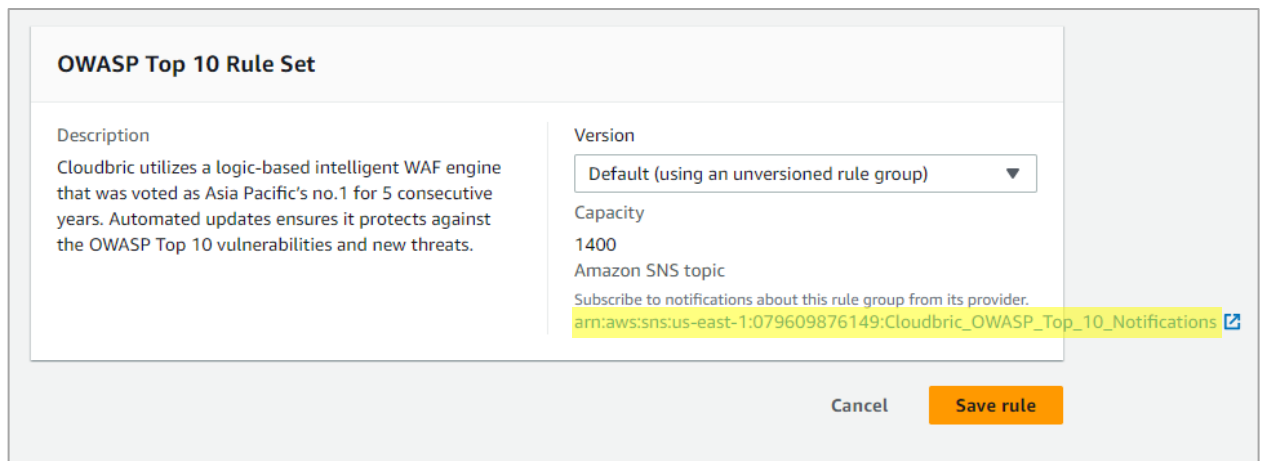 OWASP Top 10 Rule Set
Description
Cloudbric utilizes a logic-based intelligent WAF engine
that was voted as Asia Pacific's no.1 for 5 consecutive
years. Automated updates ensures it protects against
the OWASP Top 10 vulnerabilities and new threats.
Version
Default (using an unversioned rule group)
Capacity
1400
Amazon SNS topic
Subscribe to notifications about this rule group from its provider.
arn:aws:sns:us-east-1:079609876149:Cloudbric_OWASP_Top_10_Notifications
Cancel
Save rule